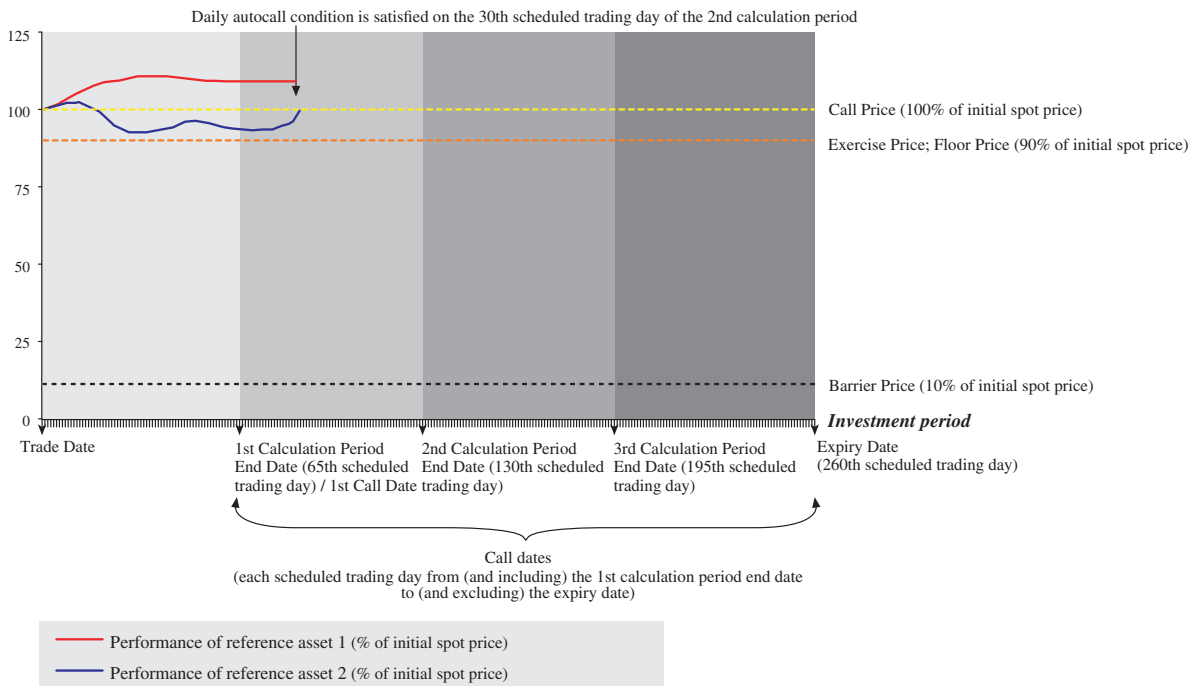 Daily autocall condition is satisfied on the 30th scheduled trading day of the 2nd calculation period
125
100
75
50
25
0
Call Price (100% of initial spot price)
Exercise Price; Floor Price (90% of initial spot price)
Barrier Price (10% of initial spot price)
Investment period
Trade Date
1st Calculation Period
End Date (65th scheduled
trading day) / 1st Call Date
2nd Calculation Period
End Date (130th scheduled
trading day)
3rd Calculation Period
End Date (195th scheduled
trading day)
Expiry Date
(260th scheduled trading day)
Call dates
(each scheduled trading day from (and including) the 1st calculation period end date
to (and excluding) the expiry date)
Performance of reference asset 1 (% of initial spot price)
Performance of reference asset 2 (% of initial spot price)